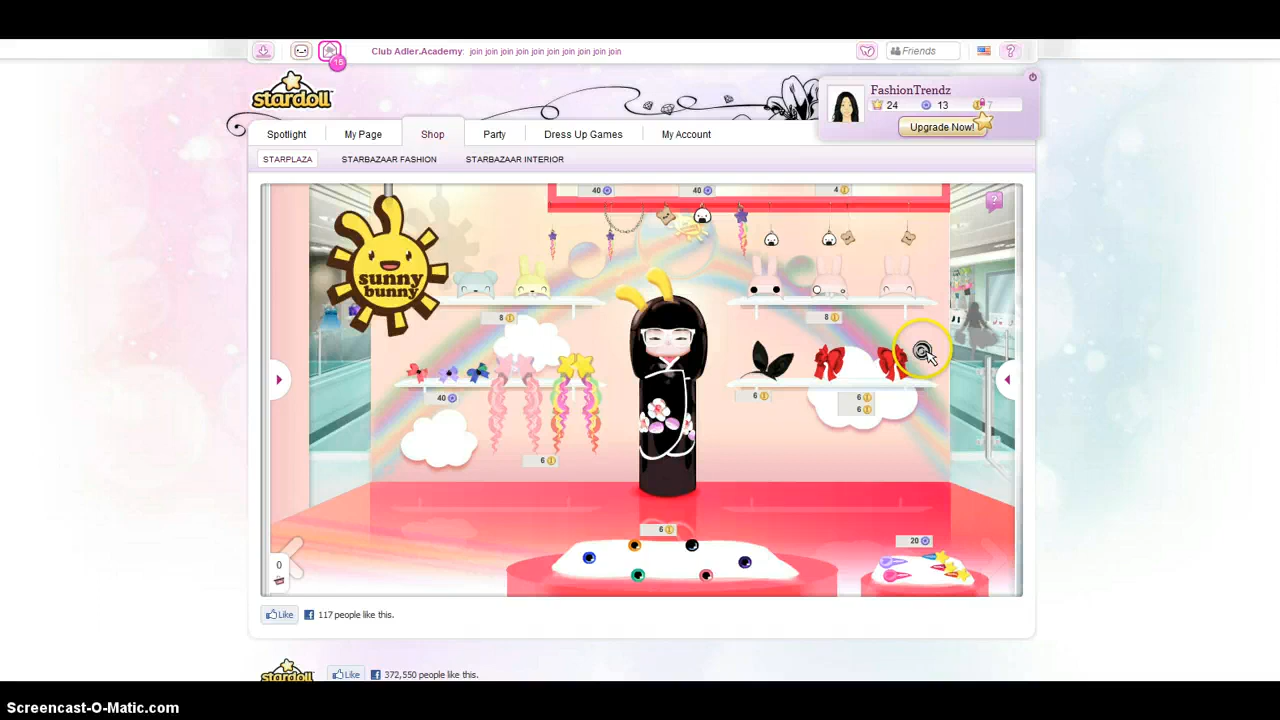 Club Adler.Academy: join join join join join join join join join join
15
Friends
?
stardoll
FashionTrendz
24 13 7
Upgrade Now!
Spotlight My Page Shop Party Dress Up Games My Account
STARPLAZA STARBAZAAR FASHION STARBAZAAR INTERIOR
40 40 4
?
sunny
bunny
8 8
40 6 6
6
6
6
20
0
Like 117 people like this.
stardoll Like 372,550 people like this.
Screencast-O-Matic.com